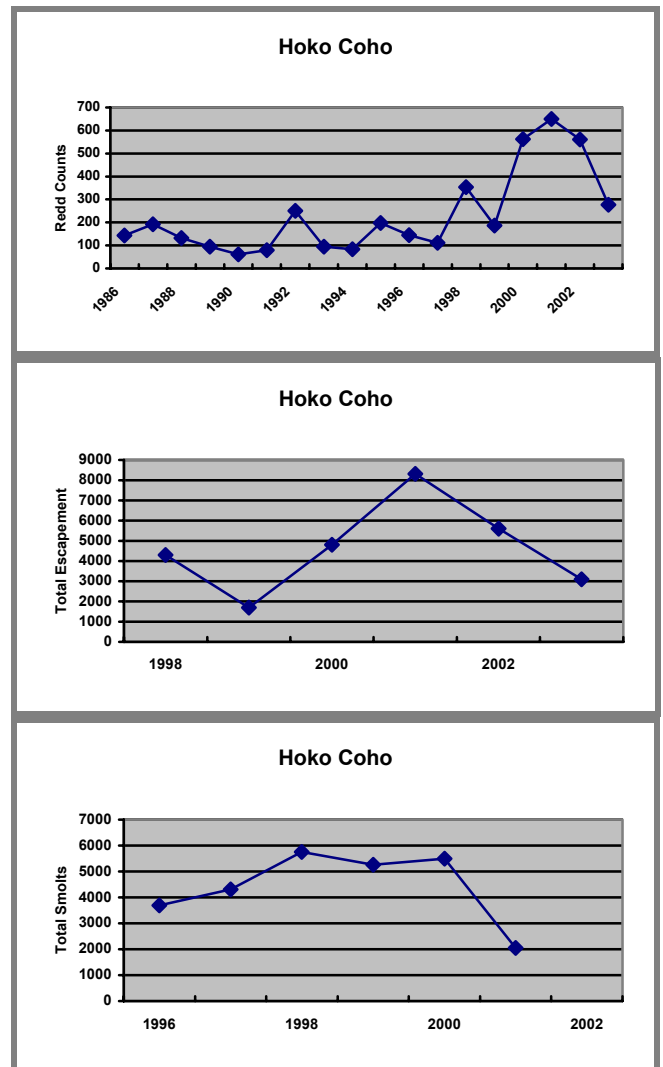 Hoko Coho
700
600
500
400
300
200
100
0
Redd Counts
1986 1988 1990 1992 1994 1996 1998 2000 2002
Hoko Coho
9000
8000
7000
6000
5000
4000
3000
2000
1000
0
Total Escapement
1998 2000 2002
Hoko Coho
7000
6000
5000
4000
3000
2000
1000
0
Total Smolts
1996 1998 2000 2002